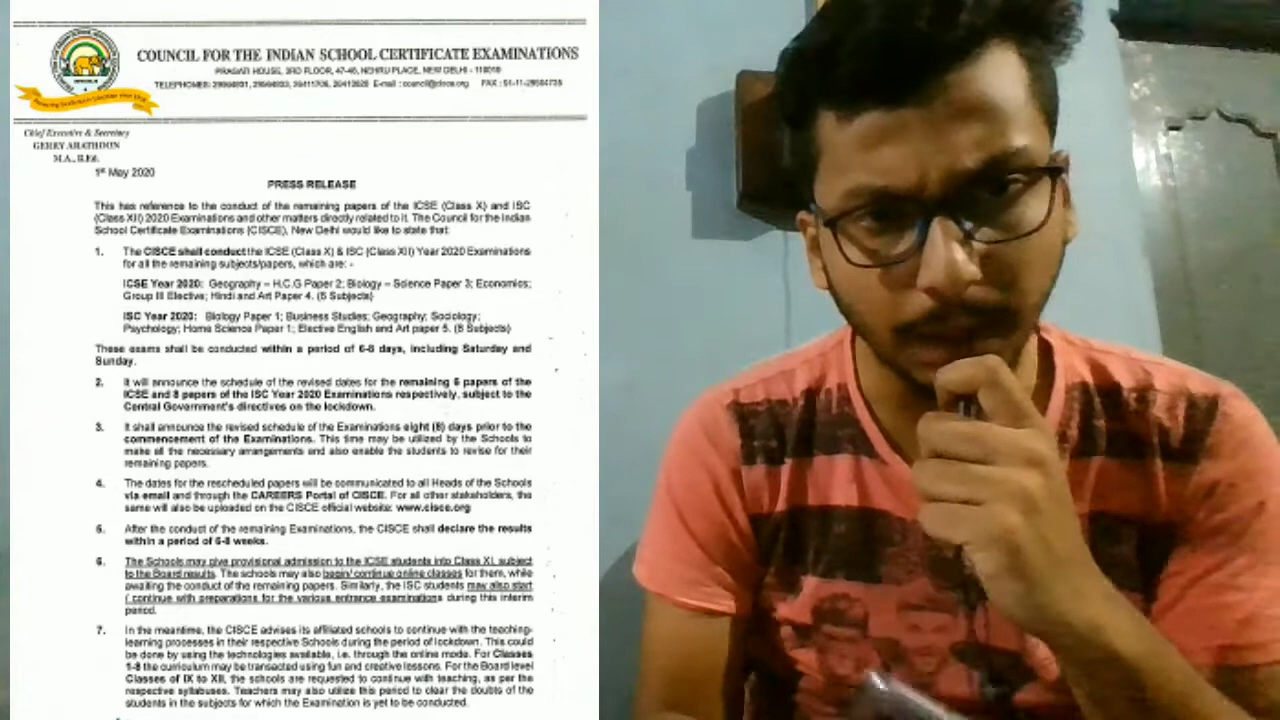 COUNCIL FOR THE INDIAN SCHOOL CERTIFICATE EXAMINATIONS
PRAGATI HOUSE, 3RD FLOOR, 47-48, NEHRU PLACE, NEW DELHI - 110019
TELEPHONES: E-mail : council@cisce.org FAX :
Chief Executive & Secretary
GERRY ARATHOON
M.A., B.Ed.
1st May 2020
PRESS RELEASE
This has reference to the conduct of the remaining papers of the ICSE (Class X) and ISC
(Class XII) 2020 Examinations and other matters directly related to it. The Council for the Indian
School Certificate Examinations (CISCE), New Delhi would like to state that:
1. The CISCE shall conduct the ICSE (Class X) & ISC (Class XII) Year 2020 Examinations
for all the remaining subjects/papers, which are: -
ICSE Year 2020: Geography – H.C.G Paper 2; Biology – Science Paper 3; Economics;
Group III Elective; Hindi and Art Paper 4. (6 Subjects)
ISC Year 2020: Biology Paper 1; Business Studies; Geography; Sociology;
Psychology; Home Science Paper 1; Elective English and Art paper 5. (8 Subjects)
These exams shall be conducted within a period of 6-8 days, including Saturday and
Sunday.
2. It will announce the schedule of the revised dates for the remaining 6 papers of the
ICSE and 8 papers of the ISC Year 2020 Examinations respectively, subject to the
Central Government's directives on the lockdown.
3. It shall announce the revised schedule of the Examinations eight (8) days prior to the
commencement of the Examinations. This time may be utilized by the Schools to
make all the necessary arrangements and also enable the students to revise for their
remaining papers.
4. The dates for the rescheduled papers will be communicated to all Heads of the Schools
via email and through the CAREERS Portal of CISCE. For all other stakeholders, the
same will also be uploaded on the CISCE official website: www.cisce.org
5. After the conduct of the remaining Examinations, the CISCE shall declare the results
within a period of 6-8 weeks.
6. The Schools may give provisional admission to the ICSE students into Class XI, subject
to the Board results. The schools may also begin/ continue online classes for them, while
awaiting the conduct of the remaining papers. Similarly, the ISC students may also start
/ continue with preparations for the various entrance examinations during this interim
period.
7. In the meantime, the CISCE advises its affiliated schools to continue with the teaching-
learning processes in their respective Schools during the period of lockdown. This could
be done by using the technologies available, i.e. through the online mode. For Classes
1-8 the curriculum may be transacted using fun and creative lessons. For the Board level
Classes of IX to XII, the schools are requested to continue with teaching, as per the
respective syllabuses. Teachers may also utilize this period to clear the doubts of the
students in the subjects for which the Examination is yet to be conducted.